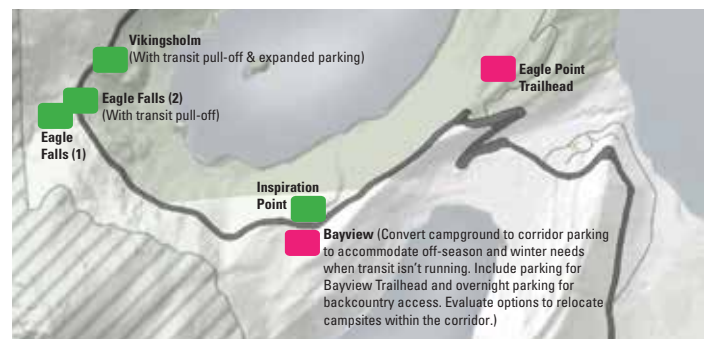 Vikingsholm
(With transit pull-off & expanded parking)
Eagle Falls (2)
(With transit pull-off)
Eagle
Falls (1)
Eagle Point
Trailhead
Inspiration
Point
Bayview (Convert campground to corridor parking
to accommodate off-season and winter needs
when transit isn't running. Include parking for
Bayview Trailhead and overnight parking for
backcountry access. Evaluate options to relocate
campsites within the corridor.)